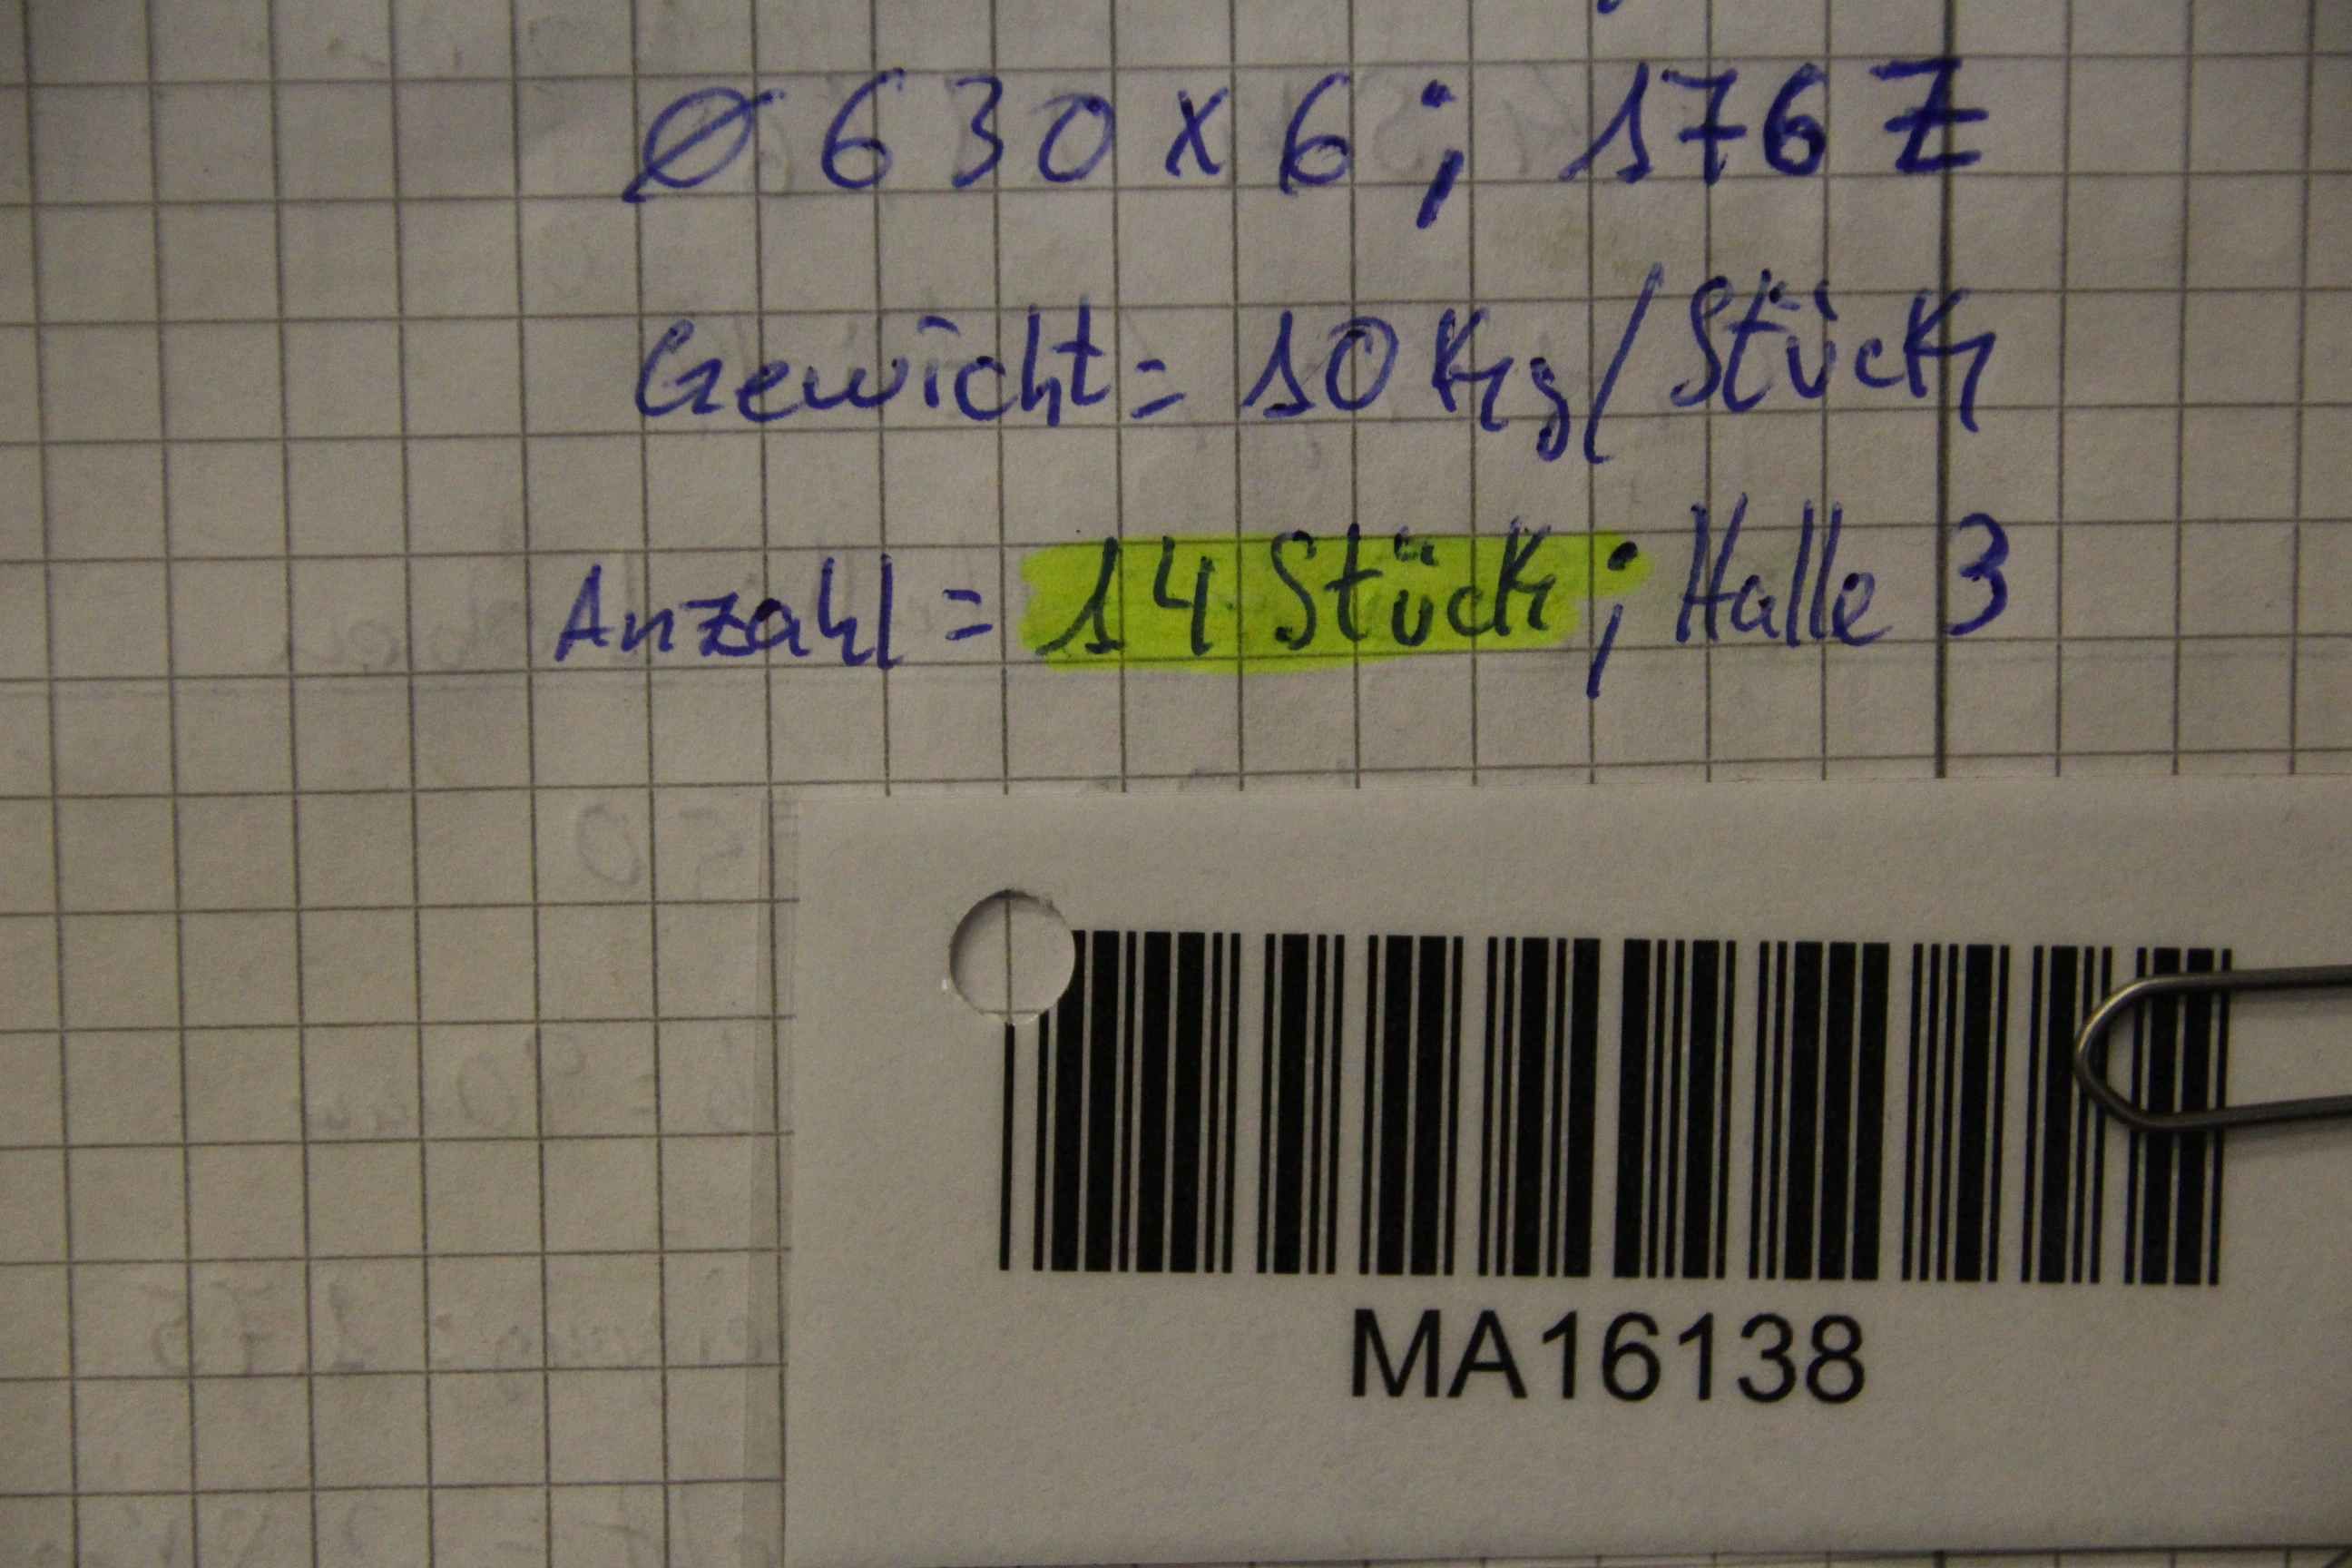 Ø 630 x 6 ; 176 Z
Gewicht = 10 Kg/Stück
Anzahl = 14 Stück ; Halle 3
MA16138